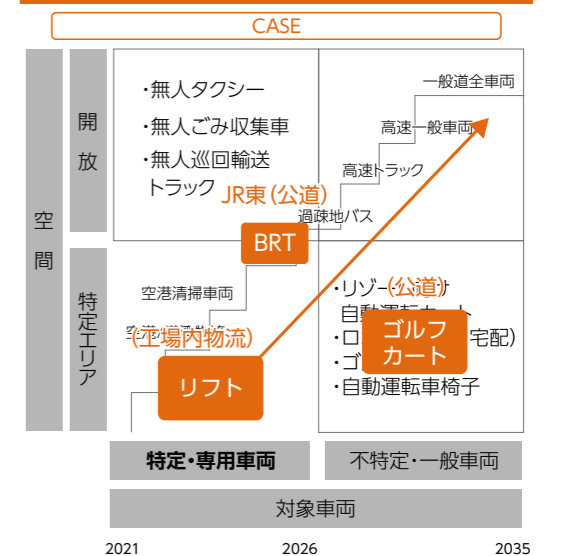 CASE
空間
開放
特定エリア
・無人タクシー
・無人ごみ収集車
・無人巡回輸送
トラック
JR東(公道)
BRT
一般道全車両
高速一般車両
高速トラック
過疎地バス
空港清掃車両
(工場内物流)
リフト
(公道)
・リゾート
自動運転カート
ゴルフ
カート
宅配)
・自動運転車椅子
特定・専用車両
不特定・一般車両
対象車両
2021
2026
2035